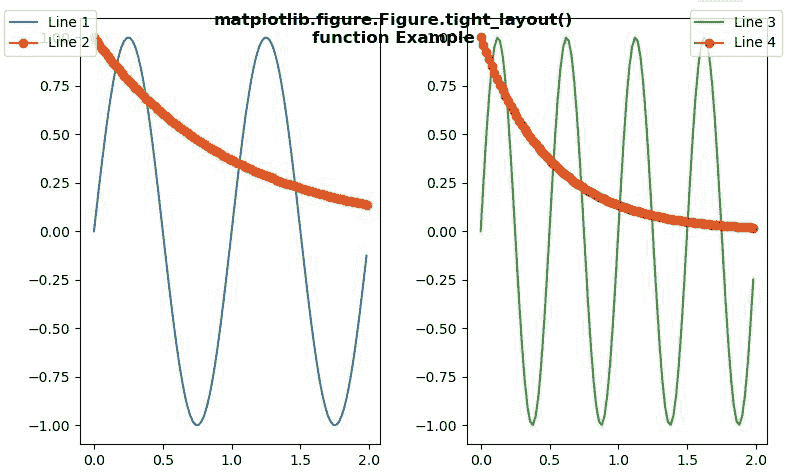 matplotlib.figure.Figure.tight_layout()
function Example
Line 1
Line 2
Line 3
Line 4
1.00
0.75
0.50
0.25
0.00
−0.25
−0.50
−0.75
−1.00
0.0 0.5 1.0 1.5 2.0
1.00
0.75
0.50
0.25
0.00
−0.25
−0.50
−0.75
−1.00
0.0 0.5 1.0 1.5 2.0